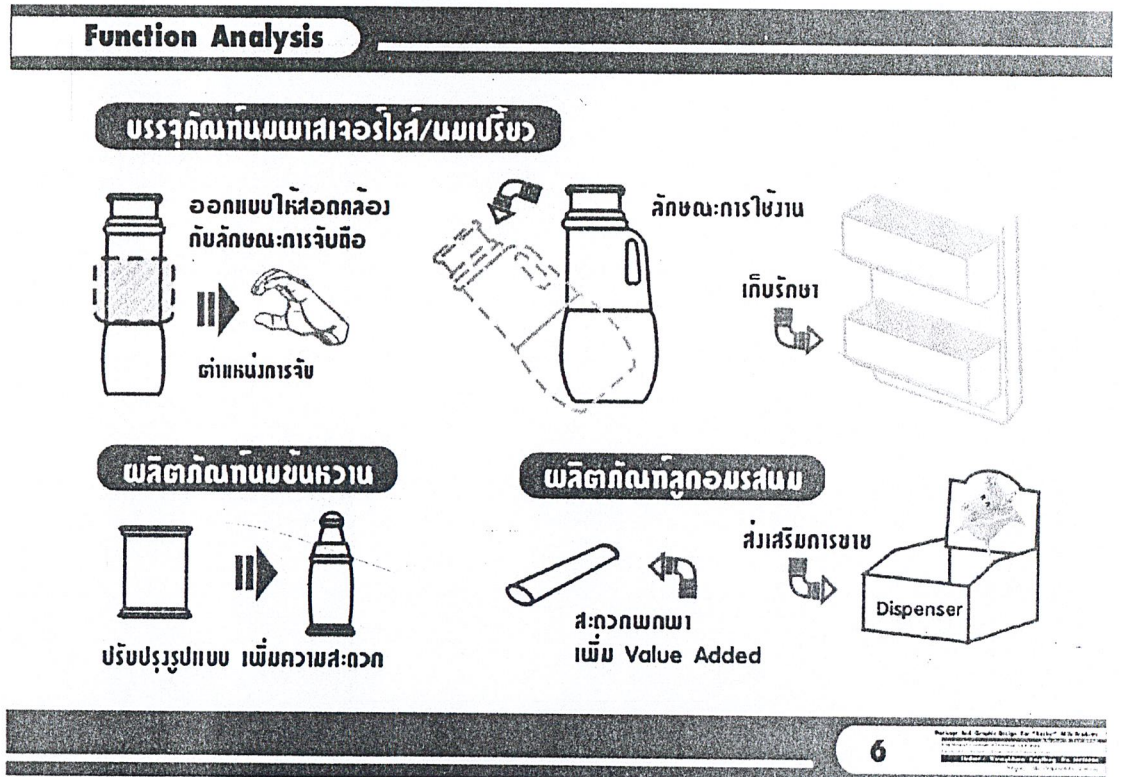 Function Analysis
บรรจุภัณฑ์นมพาสเจอร์ไรส์/นมเปรี้ยว
ออกแบบให้สอดคล้อง
กับลักษณะการจับถือ
ตำแหน่งการจับ
ลักษณะการใช้งาน
เก็บรักษา
ผลิตภัณฑ์นมข้นหวาน
ปรับปรุงรูปแบบ เพิ่มความสะดวก
ผลิตภัณฑ์ลูกอมรสนม
ส่งเสริมการขาย
สะดวกพกพา
เพิ่ม Value Added
Dispenser
6